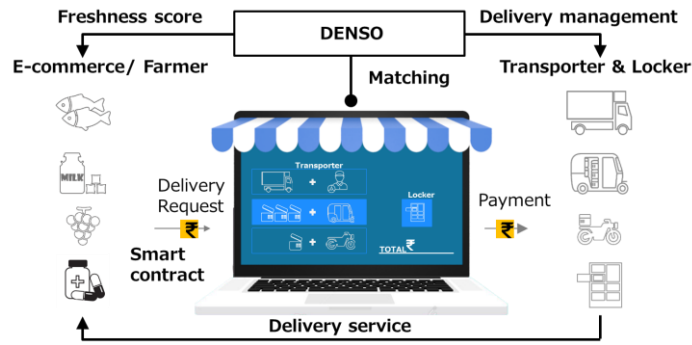 Freshness score
DENSO
Delivery management
E-commerce/ Farmer
Matching
Transporter & Locker
MILK
Delivery
Request
₹
Smart
contract
Transporter
+
+
+
Locker
TOTAL₹
Payment
₹
Delivery service